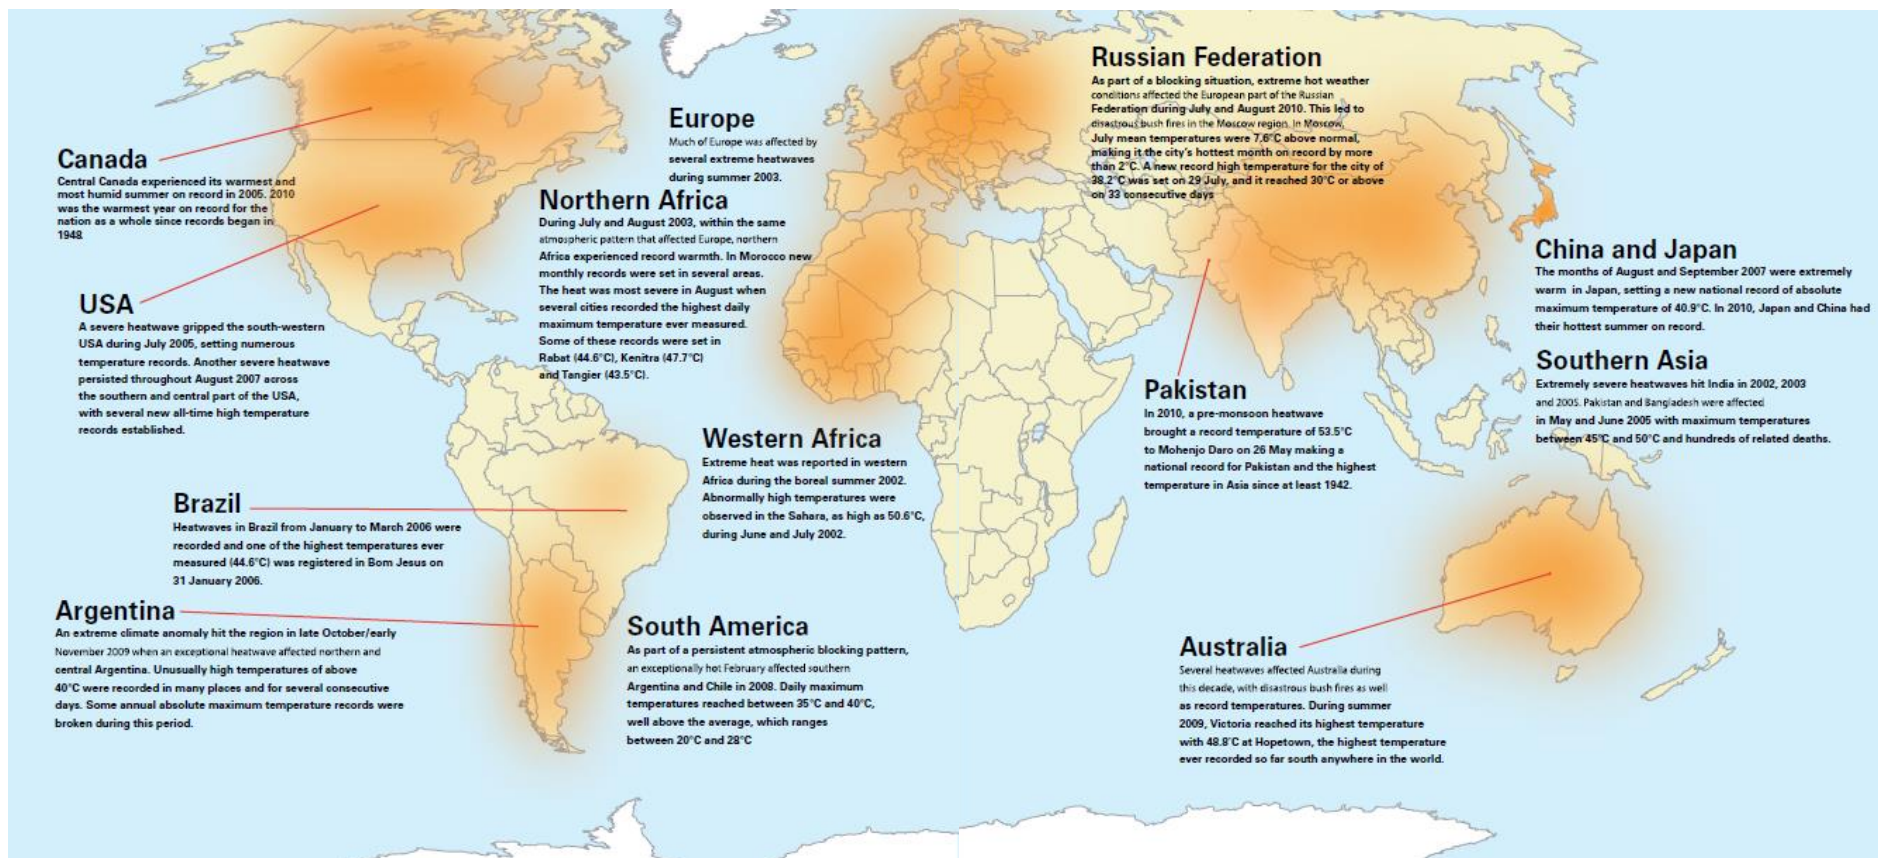 Canada
Central Canada experienced its warmest and
most humid summer on record in 2005. 2010
was the warmest year on record for the
nation as a whole since records began in
1948
USA
A severe heatwave gripped the south-western
USA during July 2005, setting numerous
temperature records. Another severe heatwave
persisted throughout August 2007 across
the southern and central part of the USA,
with several new all-time high temperature
records established.
Brazil
Heatwaves in Brazil from January to March 2006 were
recorded and one of the highest temperatures ever
measured (44.6°C) was registered in Bom Jesus on
31 January 2006.
Argentina
An extreme climate anomaly hit the region in late October/early
November 2009 when an exceptional heatwave affected northern and
central Argentina. Unusually high temperatures of above
40°C were recorded in many places and for several consecutive
days. Some annual absolute maximum temperature records were
broken during this period.
Europe
Much of Europe was affected by
several extreme heatwaves
during summer 2003.
Northern Africa
During July and August 2003, within the same
atmospheric pattern that affected Europe, northern
Africa experienced record warmth. In Morocco new
monthly records were set in several areas.
The heat was most severe in August when
several cities recorded the highest daily
maximum temperature ever measured.
Some of these records were set in
Rabat (44.6°C), Kenitra (47.7°C)
and Tangier (43.5°C).
Western Africa
Extreme heat was reported in western
Africa during the boreal summer 2002.
Abnormally high temperatures were
observed in the Sahara, as high as 50.6°C,
during June and July 2002.
South America
As part of a persistent atmospheric blocking pattern,
an exceptionally hot February affected southern
Argentina and Chile in 2008. Daily maximum
temperatures reached between 35°C and 40°C,
well above the average, which ranges
between 20°C and 28°C
Russian Federation
As part of a blocking situation, extreme hot weather
conditions affected the European part of the Russian
Federation during July and August 2010. This led to
disastrous bush fires in the Moscow region. In Moscow,
July mean temperatures were 7.6°C above normal,
making it the city's hottest month on record by more
than 2°C. A new record high temperature for the city of
38.2°C was set on 29 July, and it reached 30°C or above
on 33 consecutive days
China and Japan
The months of August and September 2007 were extremely
warm in Japan, setting a new national record of absolute
maximum temperature of 40.9°C. In 2010, Japan and China had
their hottest summer on record.
Southern Asia
Extremely severe heatwaves hit India in 2002, 2003
and 2005. Pakistan and Bangladesh were affected
in May and June 2005 with maximum temperatures
between 45°C and 50°C and hundreds of related deaths.
Pakistan
In 2010, a pre-monsoon heatwave
brought a record temperature of 53.5°C
to Mohenjo Daro on 26 May making a
national record for Pakistan and the highest
temperature in Asia since at least 1942.
Australia
Several heatwaves affected Australia during
this decade, with disastrous bush fires as well
as record temperatures. During summer
2009, Victoria reached its highest temperature
with 48.8°C at Hopetown, the highest temperature
ever recorded so far south anywhere in the world.